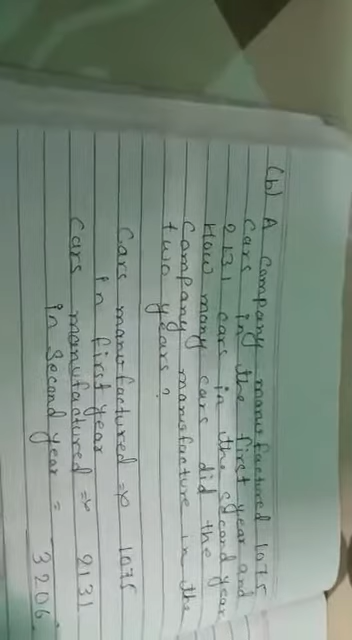 (b) A Company manufactured 1075
Cars in the first year and
2131 cars in the second year
How many cars did the
Company manufacture in the
two years?
Cars manufactured => 1075
in first year
Cars manufactured => 2131
in second year = 3206